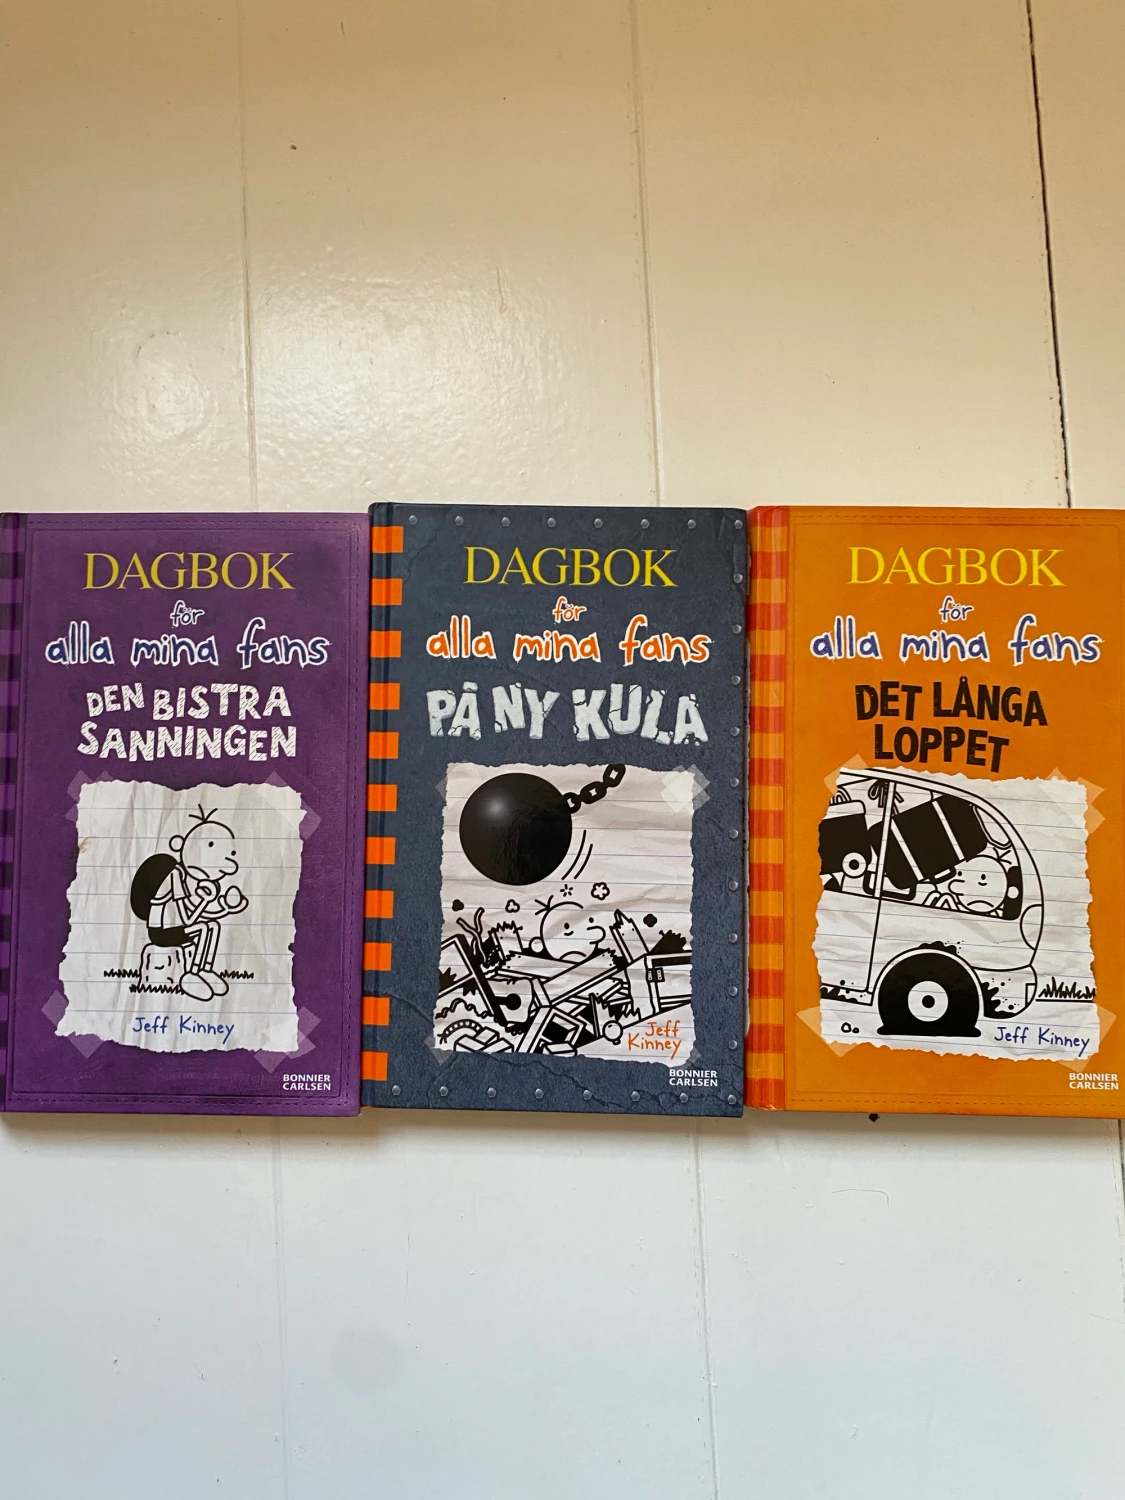 DAGBOK
för
alla mina fans
DEN BISTRA
SANNINGEN
Jeff Kinney
BONNIER
CARLSEN
DAGBOK
för
alla mina fans
PÅ NY KULA
Jeff
Kinney
BONNIER
CARLSEN
DAGBOK
för
alla mina fans
DET LÅNGA
LOPPET
Jeff Kinney
BONNIER
CARLSEN